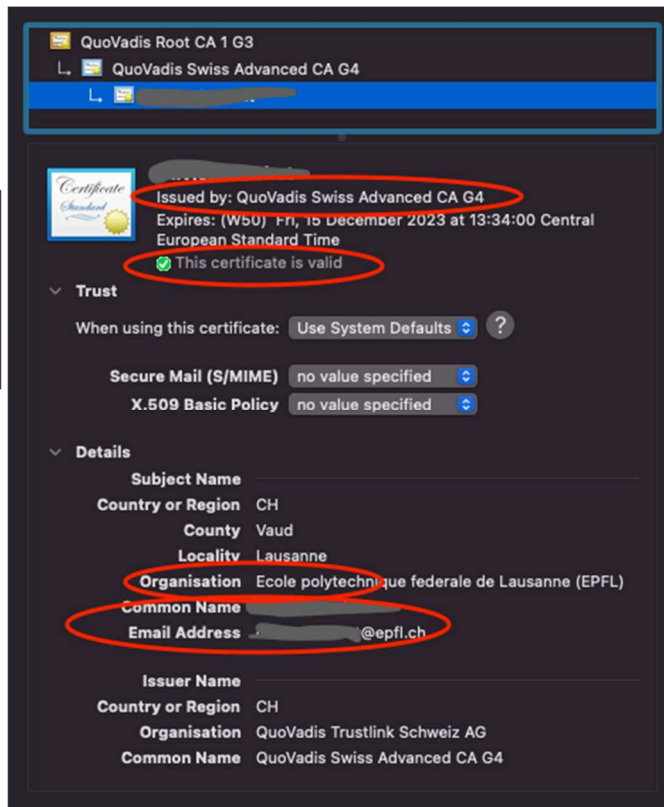 QuoVadis Root CA 1 G3
QuoVadis Swiss Advanced CA G4
Certificate
Standard
Issued by: QuoVadis Swiss Advanced CA G4
Expires: (W50) Fri, 15 December 2023 at 13:34:00 Central
European Standard Time
This certificate is valid
Trust
When using this certificate: Use System Defaults ?
Secure Mail (S/MIME) no value specified
X.509 Basic Policy no value specified
Details
Subject Name
Country or Region CH
County Vaud
Locality Lausanne
Organisation Ecole polytechnique federale de Lausanne (EPFL)
Common Name
Email Address @epfl.ch
Issuer Name
Country or Region CH
Organisation QuoVadis Trustlink Schweiz AG
Common Name QuoVadis Swiss Advanced CA G4